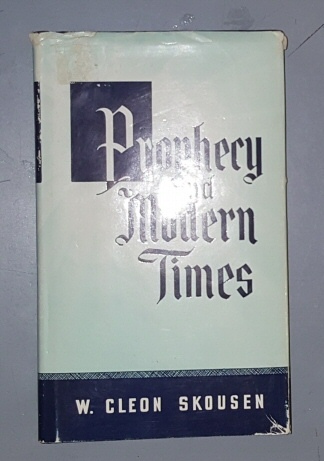 Prophecy
and
Modern
Times
W. CLEON SKOUSEN